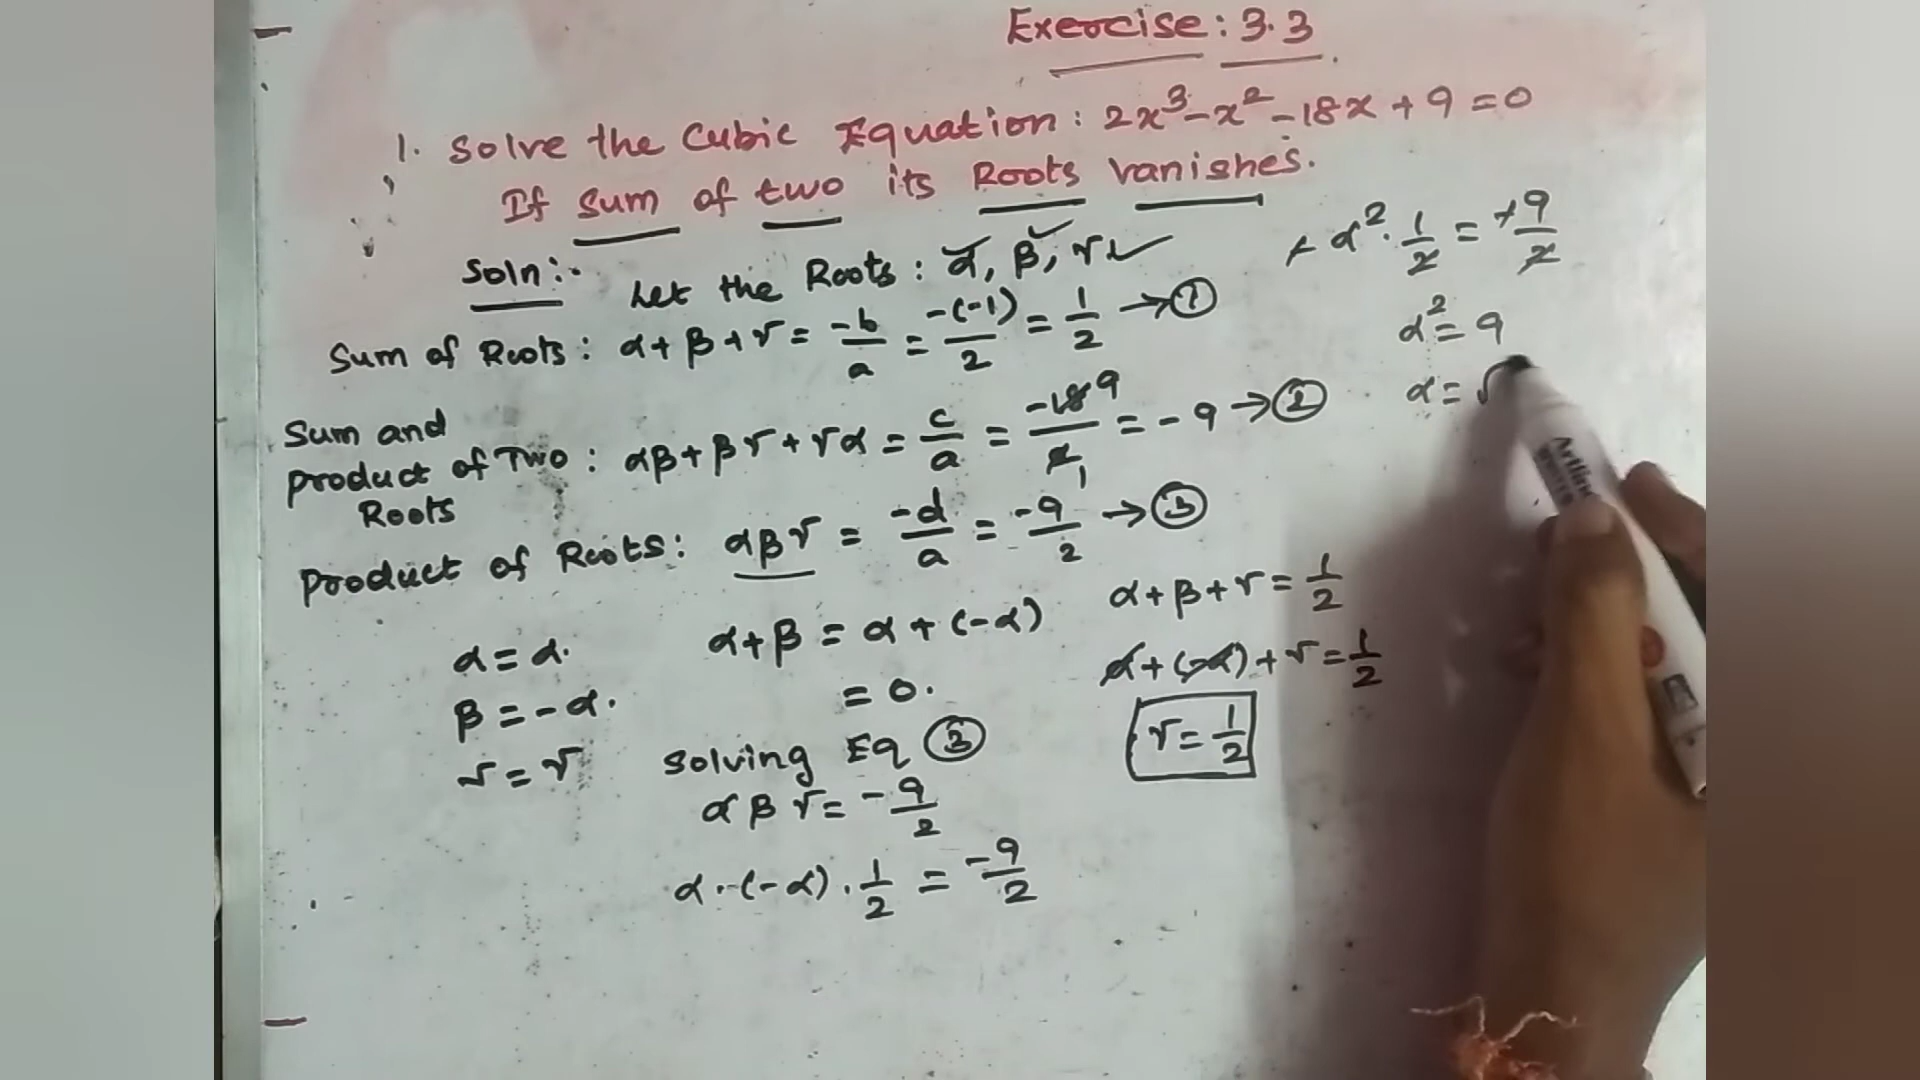 Exercise: 3.3
1. Solve the Cubic Equation: 2x³-x²-18x+9=0
If Sum of two its Roots vanishes.
Soln:-
Let the Roots: α, β, γ
Sum of Roots: α+β+γ = -b/a = -(-1)/2 = 1/2 → ①
Sum and
product of Two: αβ+βγ+γα = c/a = -18/2 = -9 → ②
Roots
product of Roots: αβγ = -d/a = -9/2 → ③
α=α.
β=-α.
γ=γ
α+β = α+(-α)
= 0.
Solving Eq ③
αβγ = -9/2
α·(-α)·1/2 = -9/2
α+β+γ = 1/2
α+(-α)+γ = 1/2
γ = 1/2
-α²·1/2 = -9/2
α² = 9
α = √
Artline